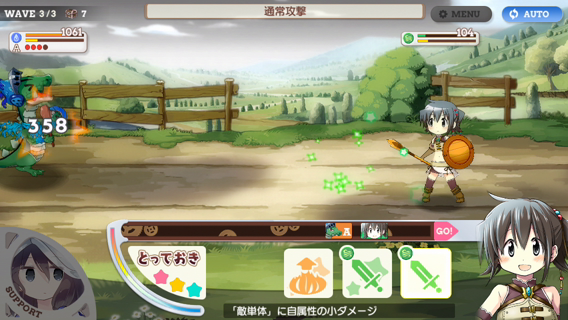 WAVE 3/3 7
通常攻撃
MENU
AUTO
1061
A
104
358
A
GO!
とっておき
SUPPORT
「敵単体」に自属性の小ダメージ